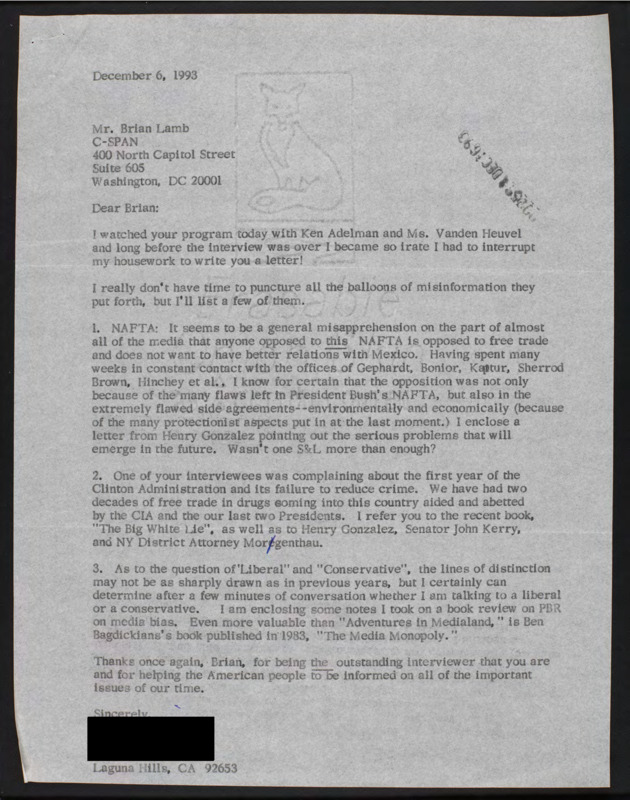 December 6, 1993
Mr. Brian Lamb
C-SPAN
400 North Capitol Street
Suite 605
Washington, DC 20001
Dear Brian:
I watched your program today with Ken Adelman and Ms. Vanden Heuvel
and long before the interview was over I became so irate I had to interrupt
my housework to write you a letter!
I really don't have time to puncture all the balloons of misinformation they
put forth, but I'll list a few of them.
1. NAFTA: It seems to be a general misapprehension on the part of almost
all of the media that anyone opposed to this NAFTA is opposed to free trade
and does not want to have better relations with Mexico. Having spent many
weeks in constant contact with the offices of Gephardt, Bonior, Kaptur, Sherrod
Brown, Hinchey et al., I know for certain that the opposition was not only
because of the many flaws left in President Bush's NAFTA, but also in the
extremely flawed side agreements--environmentally and economically (because
of the many protectionist aspects put in at the last moment.) I enclose a
letter from Henry Gonzalez pointing out the serious problems that will
emerge in the future. Wasn't one S&L more than enough?
2. One of your interviewees was complaining about the first year of the
Clinton Administration and its failure to reduce crime. We have had two
decades of free trade in drugs coming into this country aided and abetted
by the CIA and the our last two Presidents. I refer you to the recent book,
"The Big White Lie", as well as to Henry Gonzalez, Senator John Kerry,
and NY District Attorney Morgenthau.
3. As to the question of "Liberal" and "Conservative", the lines of distinction
may not be as sharply drawn as in previous years, but I certainly can
determine after a few minutes of conversation whether I am talking to a liberal
or a conservative. I am enclosing some notes I took on a book review on PBR
on media bias. Even more valuable than "Adventures in Medialand," is Ben
Bagdickians's book published in 1983, "The Media Monopoly."
Thanks once again, Brian, for being the outstanding interviewer that you are
and for helping the American people to be informed on all of the important
issues of our time.
Sincerely,
Laguna Hills, CA 92653